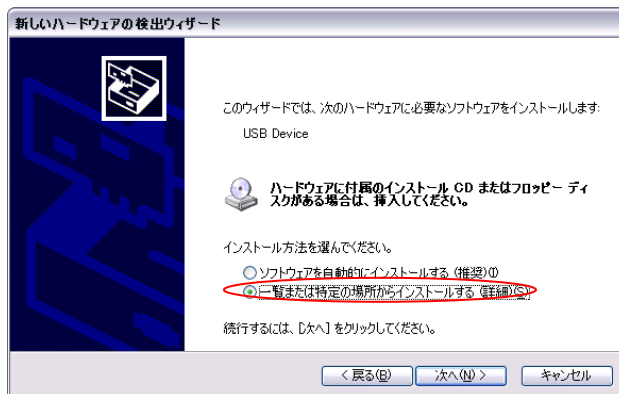 新しいハードウェアの検出ウィザード
このウィザードでは、次のハードウェアに必要なソフトウェアをインストールします:
USB Device
ハードウェアに付属のインストール CD またはフロッピー ディ
スクがある場合は、挿入してください。
インストール方法を選んでください。
ソフトウェアを自動的にインストールする (推奨)(I)
一覧または特定の場所からインストールする (詳細)(S)
続行するには、[次へ] をクリックしてください。
< 戻る(B)
次へ(N) >
キャンセル